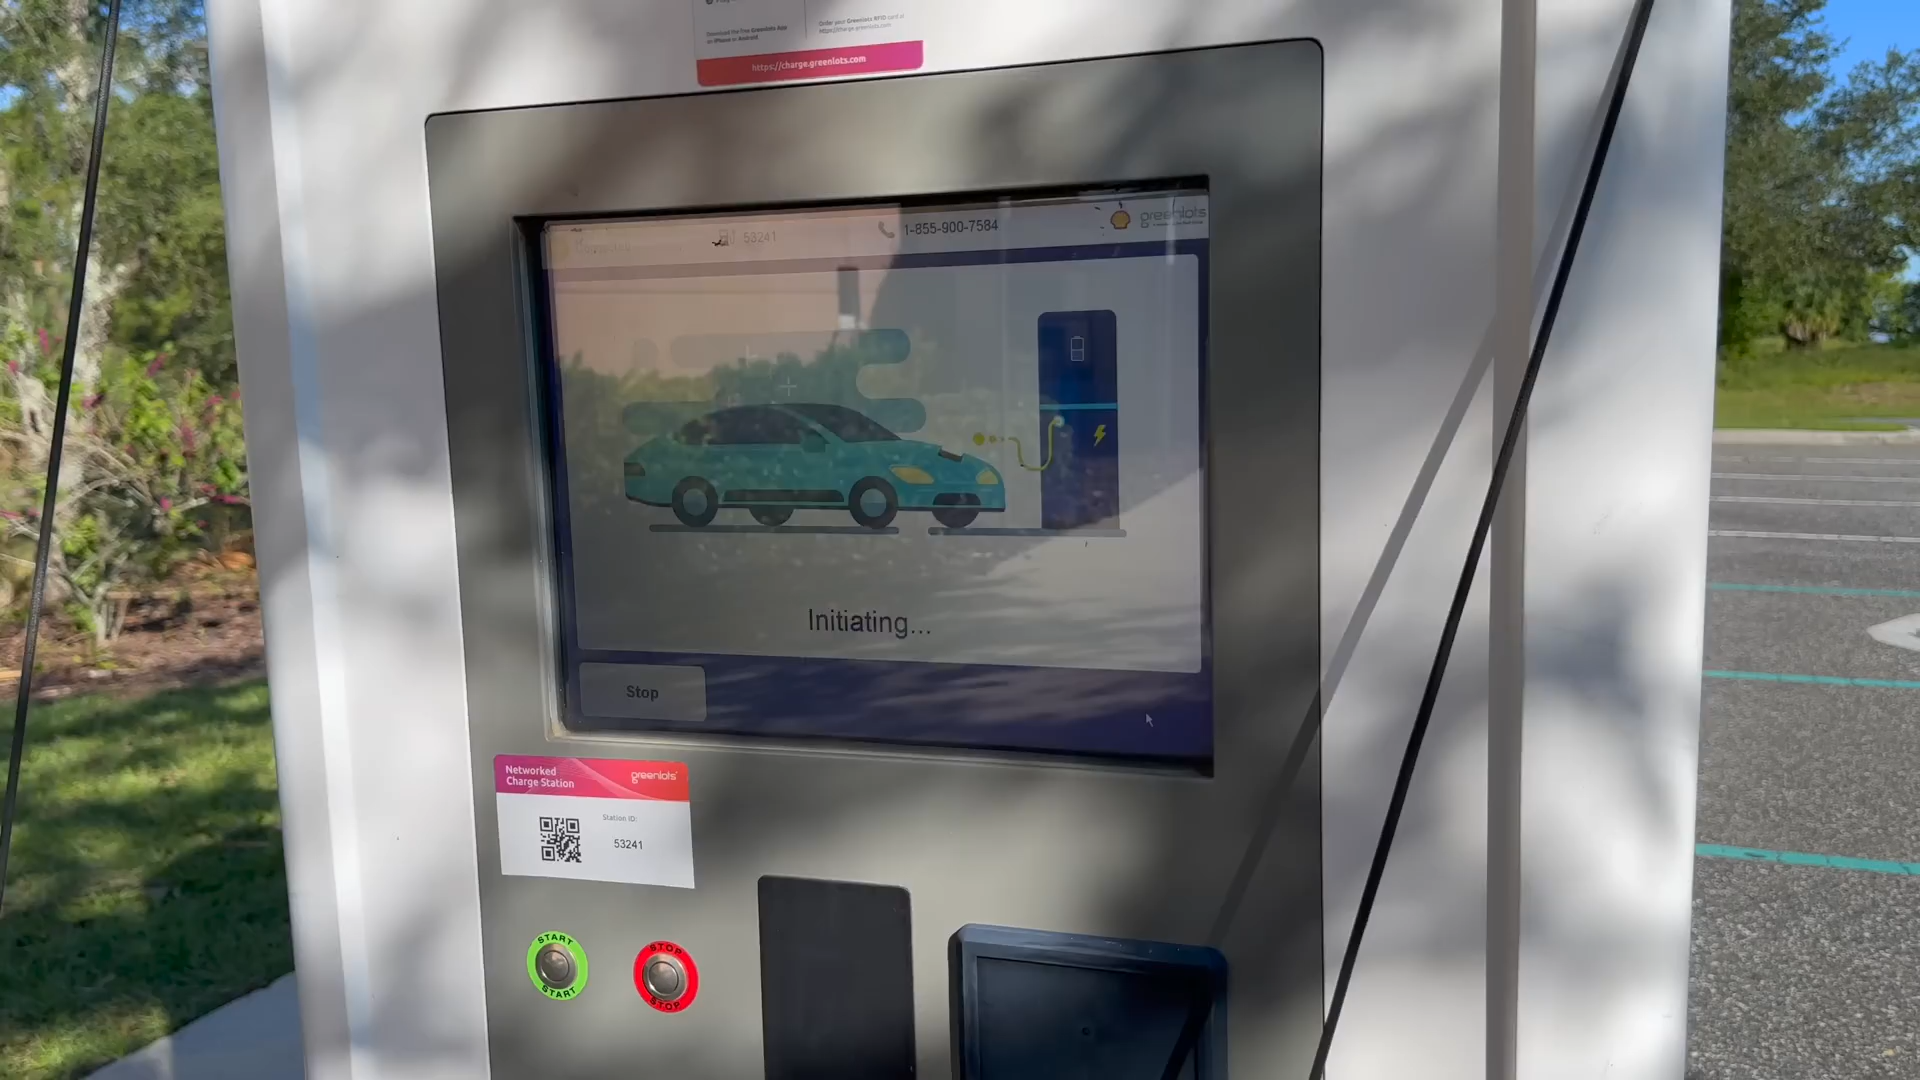 Download the free Greenlots App
on iPhone or Android
Order your Greenlots RFID card at
https://charge.greenlots.com
https://charge.greenlots.com
53241
1-855-900-7584
greenlots
Initiating...
Stop
Networked
Charge Station
greenlots
Station ID:
53241
START
START
STOP
STOP